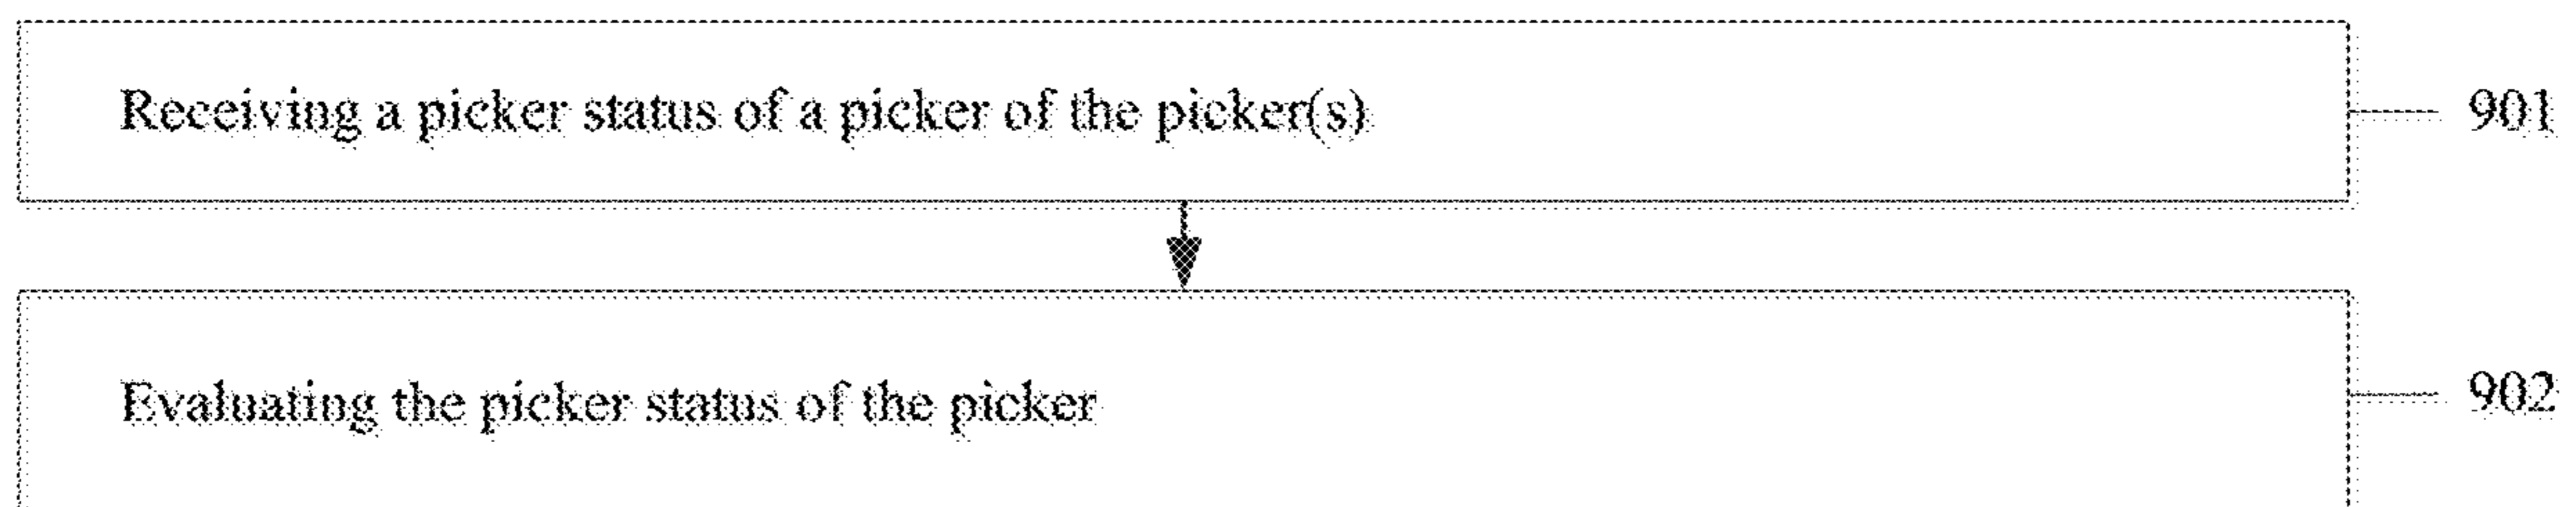 Receiving a picker status of a picker of the picker(s)
901
Evaluating the picker status of the picker
902